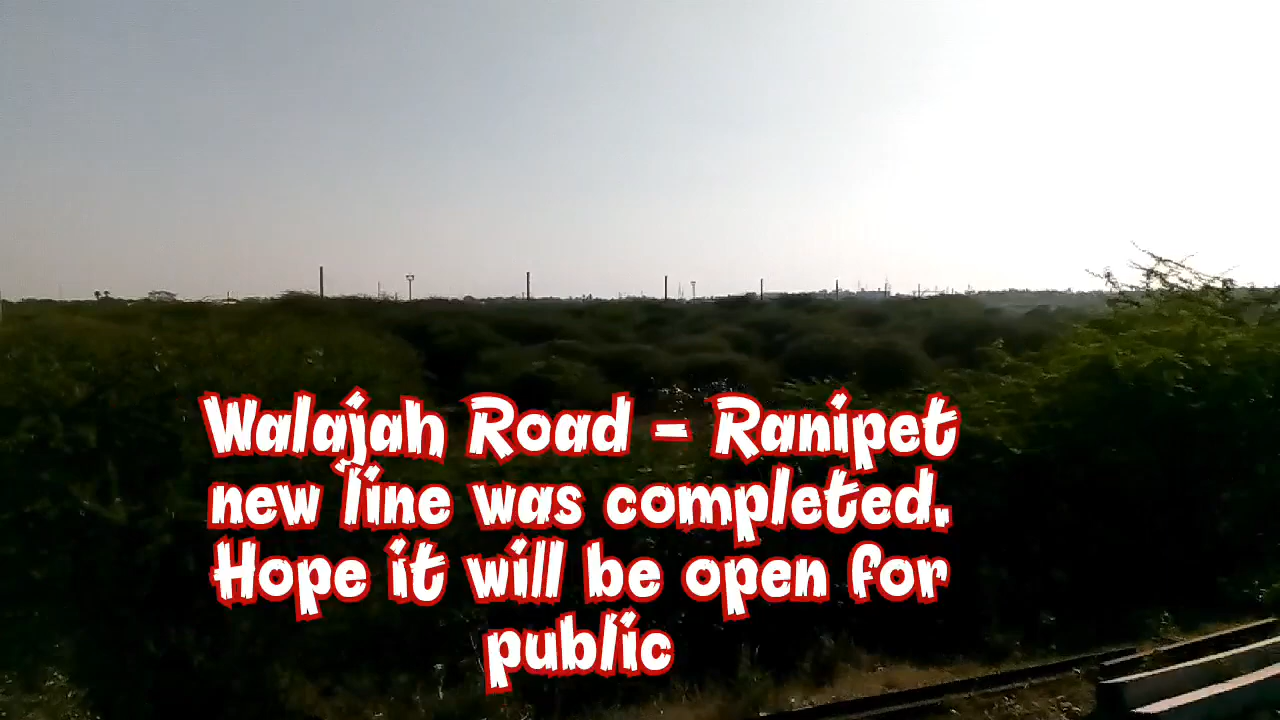 Walajah Road - Ranipet
new line was completed.
Hope it will be open for
public